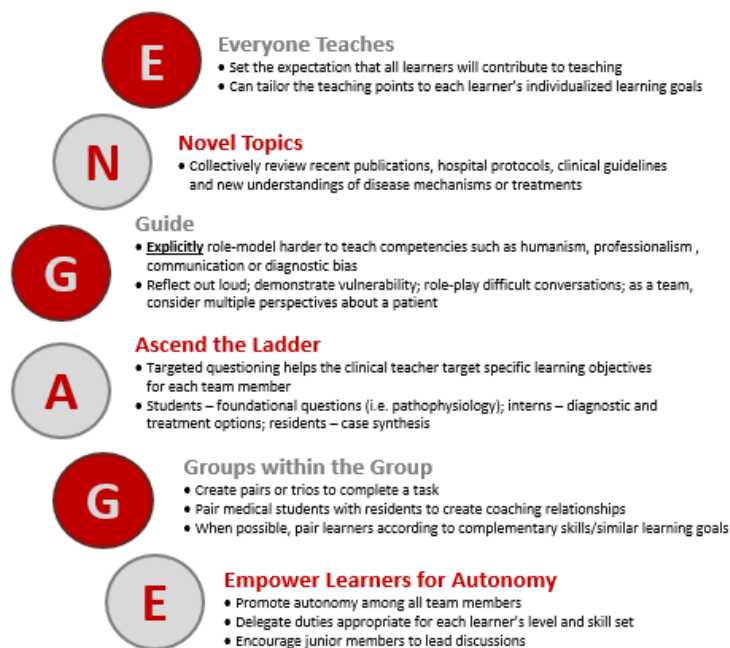 E
Everyone Teaches
• Set the expectation that all learners will contribute to teaching
• Can tailor the teaching points to each learner's individualized learning goals
N
Novel Topics
• Collectively review recent publications, hospital protocols, clinical guidelines
and new understandings of disease mechanisms or treatments
G
Guide
• Explicitly role-model harder to teach competencies such as humanism, professionalism ,
communication or diagnostic bias
• Reflect out loud; demonstrate vulnerability; role-play difficult conversations; as a team,
consider multiple perspectives about a patient
A
Ascend the Ladder
• Targeted questioning helps the clinical teacher target specific learning objectives
for each team member
• Students – foundational questions (i.e. pathophysiology); interns – diagnostic and
treatment options; residents – case synthesis
G
Groups within the Group
• Create pairs or trios to complete a task
• Pair medical students with residents to create coaching relationships
• When possible, pair learners according to complementary skills/similar learning goals
E
Empower Learners for Autonomy
• Promote autonomy among all team members
• Delegate duties appropriate for each learner's level and skill set
• Encourage junior members to lead discussions